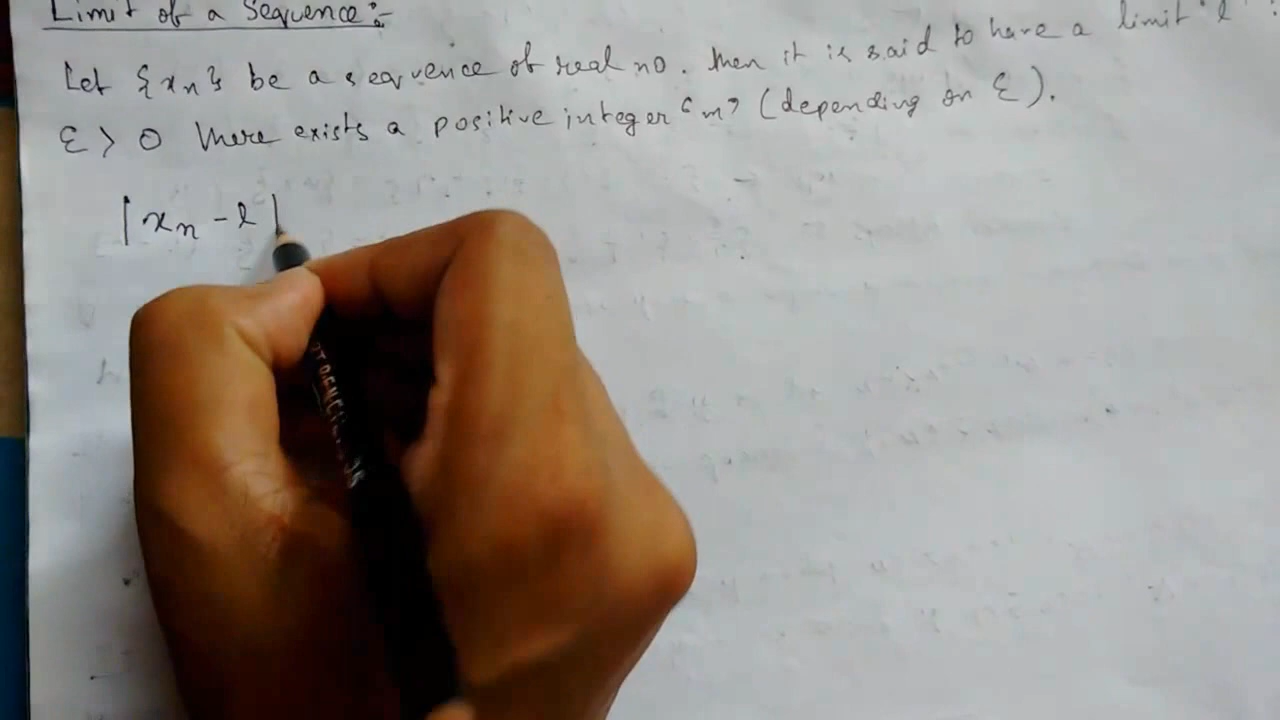 Limit of a Sequence:-
Let {xn} be a sequence of real no. then it is said to have a limit 'l'
ε > 0 there exists a positive integer 'm' (depending on ε).
|xn - l|